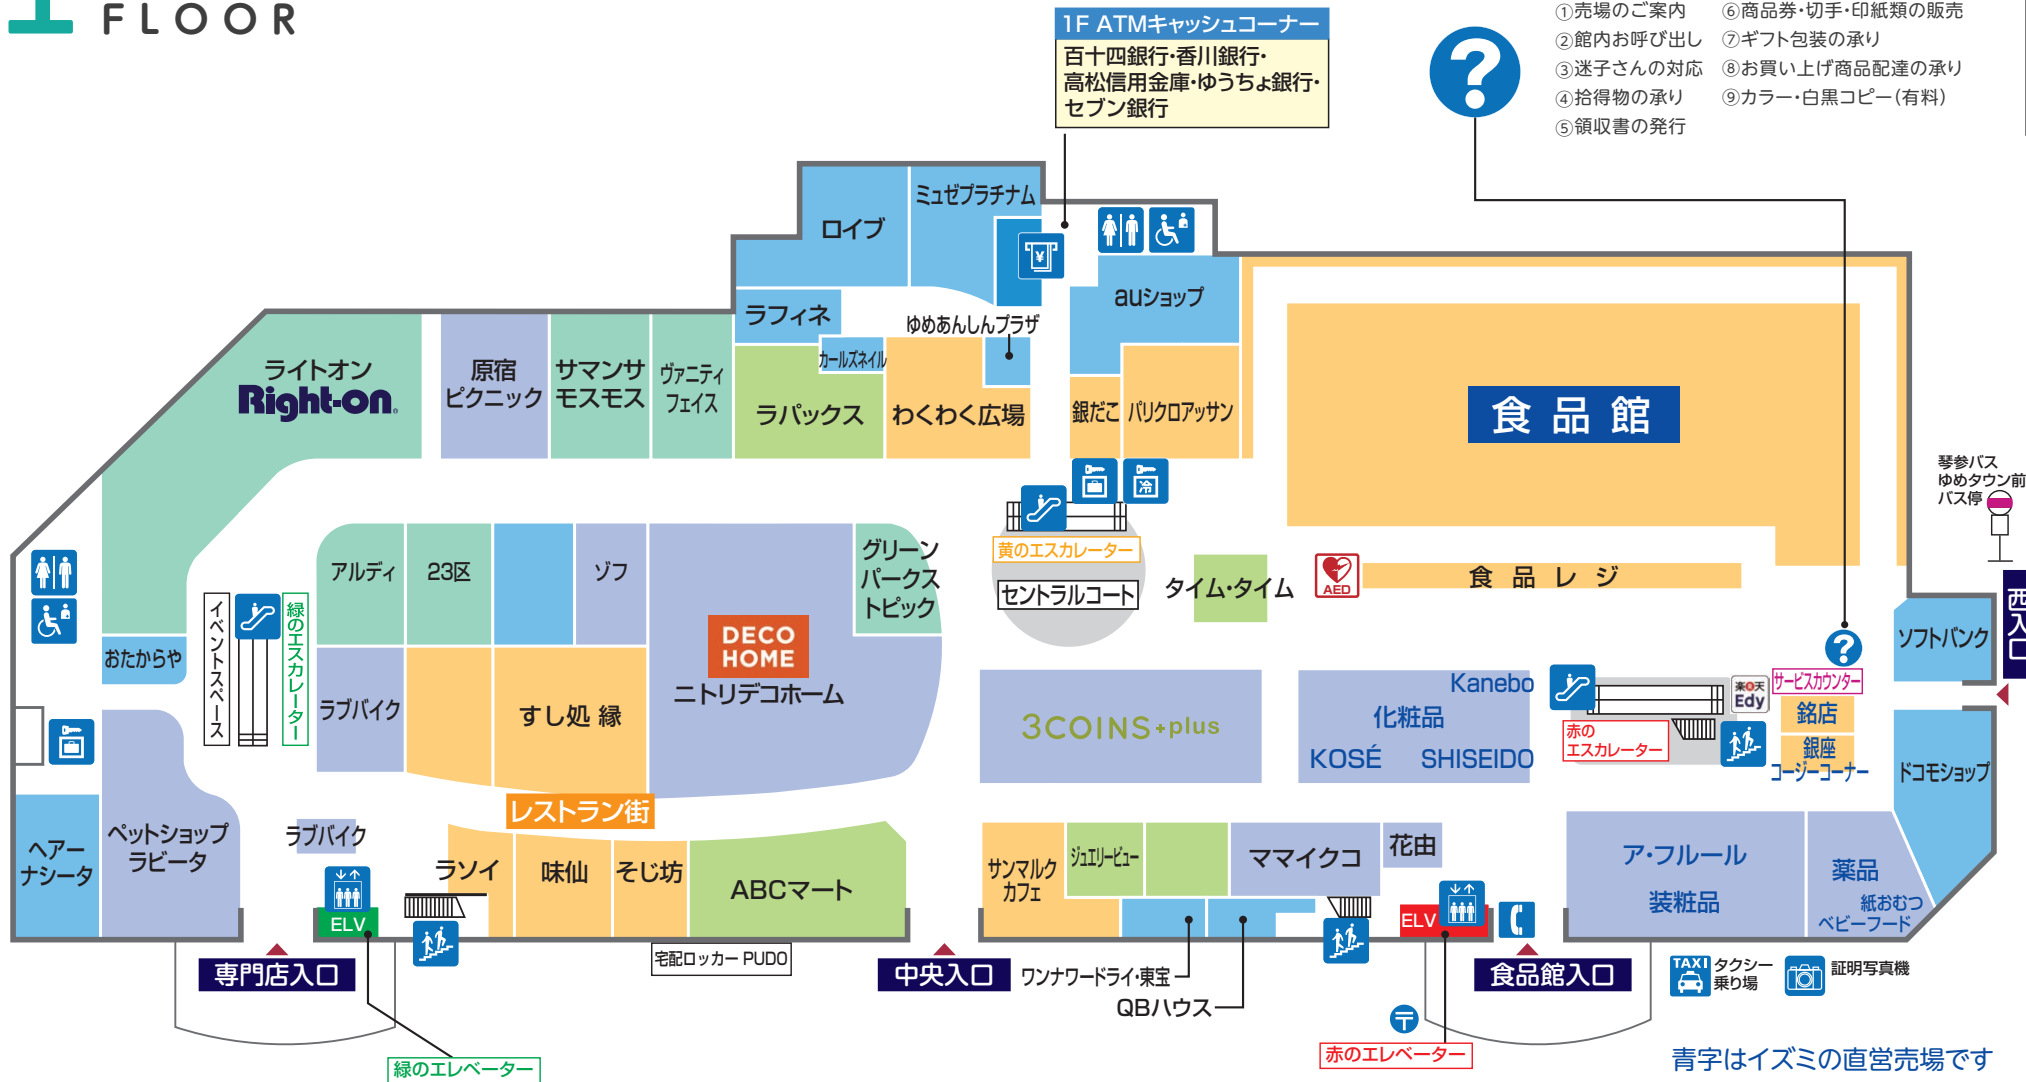 FLOOR
1F ATMキャッシュコーナー
百十四銀行・香川銀行・
高松信用金庫・ゆうちょ銀行・
セブン銀行
①売場のご案内
②館内お呼び出し
③迷子さんの対応
④拾得物の承り
⑤領収書の発行
⑥商品券・切手・印紙類の販売
⑦ギフト包装の承り
⑧お買い上げ商品配達の承り
⑨カラー・白黒コピー(有料)
?
ロイブ
ミュゼプラチナム
¥
auショップ
ラフィネ
ゆめあんしんプラザ
カールズネイル
ライトオン
Right-on.
原宿
ピクニック
サマンサ
モスモス
ヴァニティ
フェイス
ラパックス
わくわく広場
銀だこ
パリクロアッサン
食品館
冷
琴参バス
ゆめタウン前
バス停
黄のエスカレーター
セントラルコート
タイム・タイム
AED
食品レジ
アルディ
23区
ゾフ
グリーン
パークス
トピック
DECO
HOME
ニトリデコホーム
イベントスペース
緑のエスカレーター
おたからや
ラブバイク
すし処 縁
レストラン街
3COINS+plus
Kanebo
化粧品
KOSÉ
SHISEIDO
赤の
エスカレーター
楽天
Edy
?
サービスカウンター
銘店
銀座
コージーコーナー
ソフトバンク
西入口
ドコモショップ
ヘアー
ナシータ
ペットショップ
ラビータ
ラブバイク
ELV
ラソイ
味仙
そじ坊
ABCマート
サンマルク
カフェ
ジュエリービュー
ママイクコ
花由
ELV
ア・フルール
装粧品
薬品
紙おむつ
ベビーフード
専門店入口
宅配ロッカー PUDO
中央入口
ワンナワードライ・東宝
QBハウス
食品館入口
TAXI
タクシー
乗り場
証明写真機
〒
緑のエレベーター
赤のエレベーター
青字はイズミの直営売場です